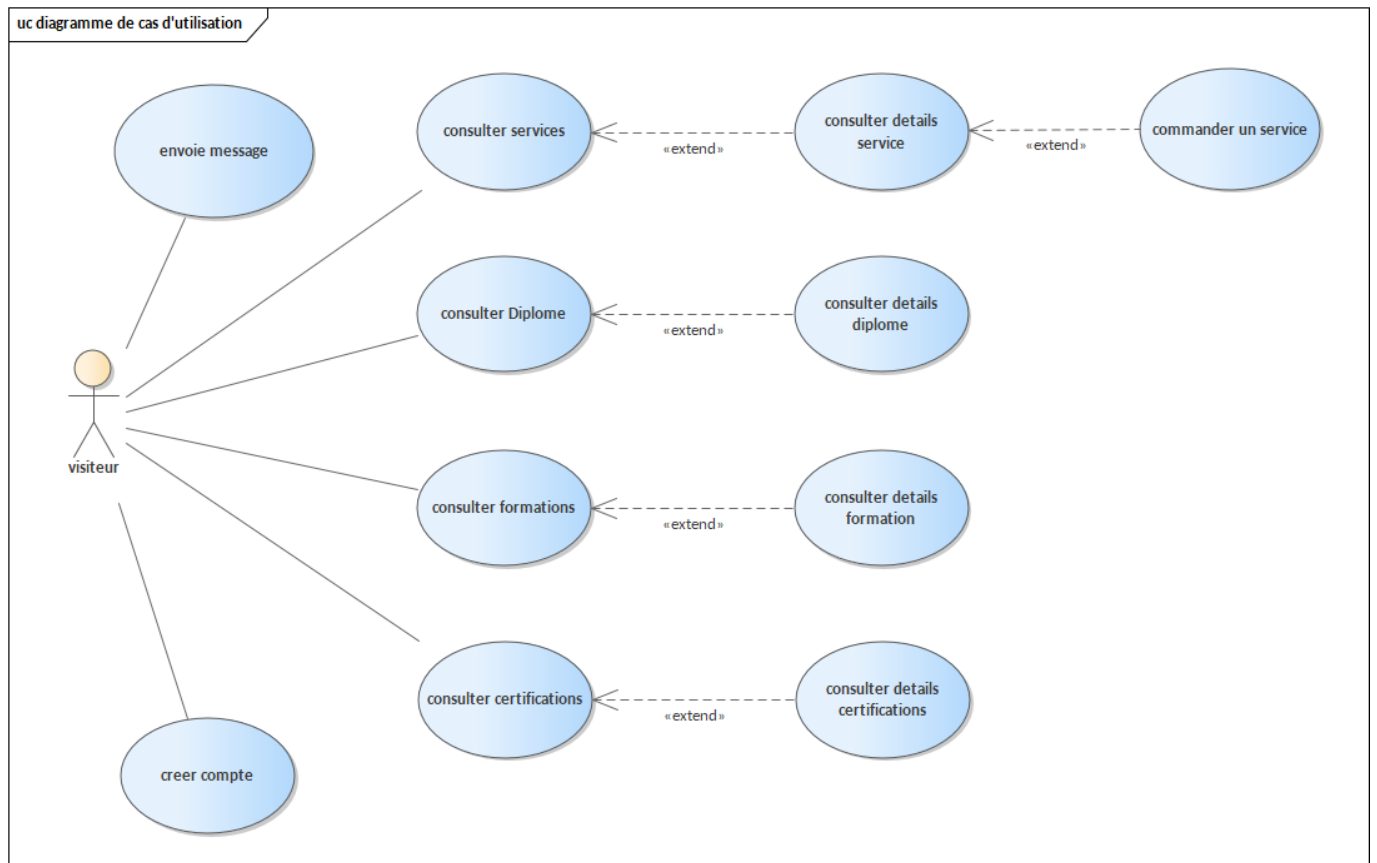 uc diagramme de cas d'utilisation
envoie message
consulter services
«extend»
consulter details
service
«extend»
commander un service
consulter Diplome
«extend»
consulter details
diplome
visiteur
consulter formations
«extend»
consulter details
formation
consulter certifications
«extend»
consulter details
certifications
creer compte